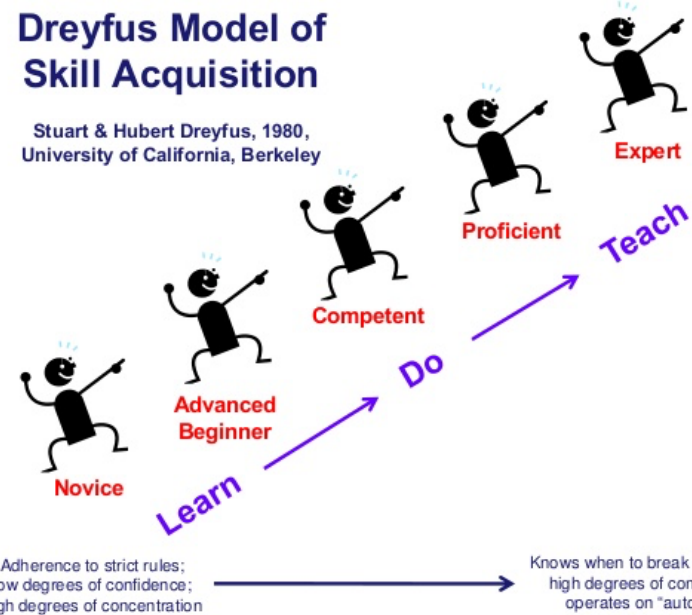 Dreyfus Model of
Skill Acquisition
Stuart & Hubert Dreyfus, 1980,
University of California, Berkeley
Expert
Proficient
Competent
Advanced
Beginner
Novice
Learn
Do
Teach
Adherence to strict rules;
degrees of confidence;
degrees of concentration
Knows when to break
high degrees of
operates on